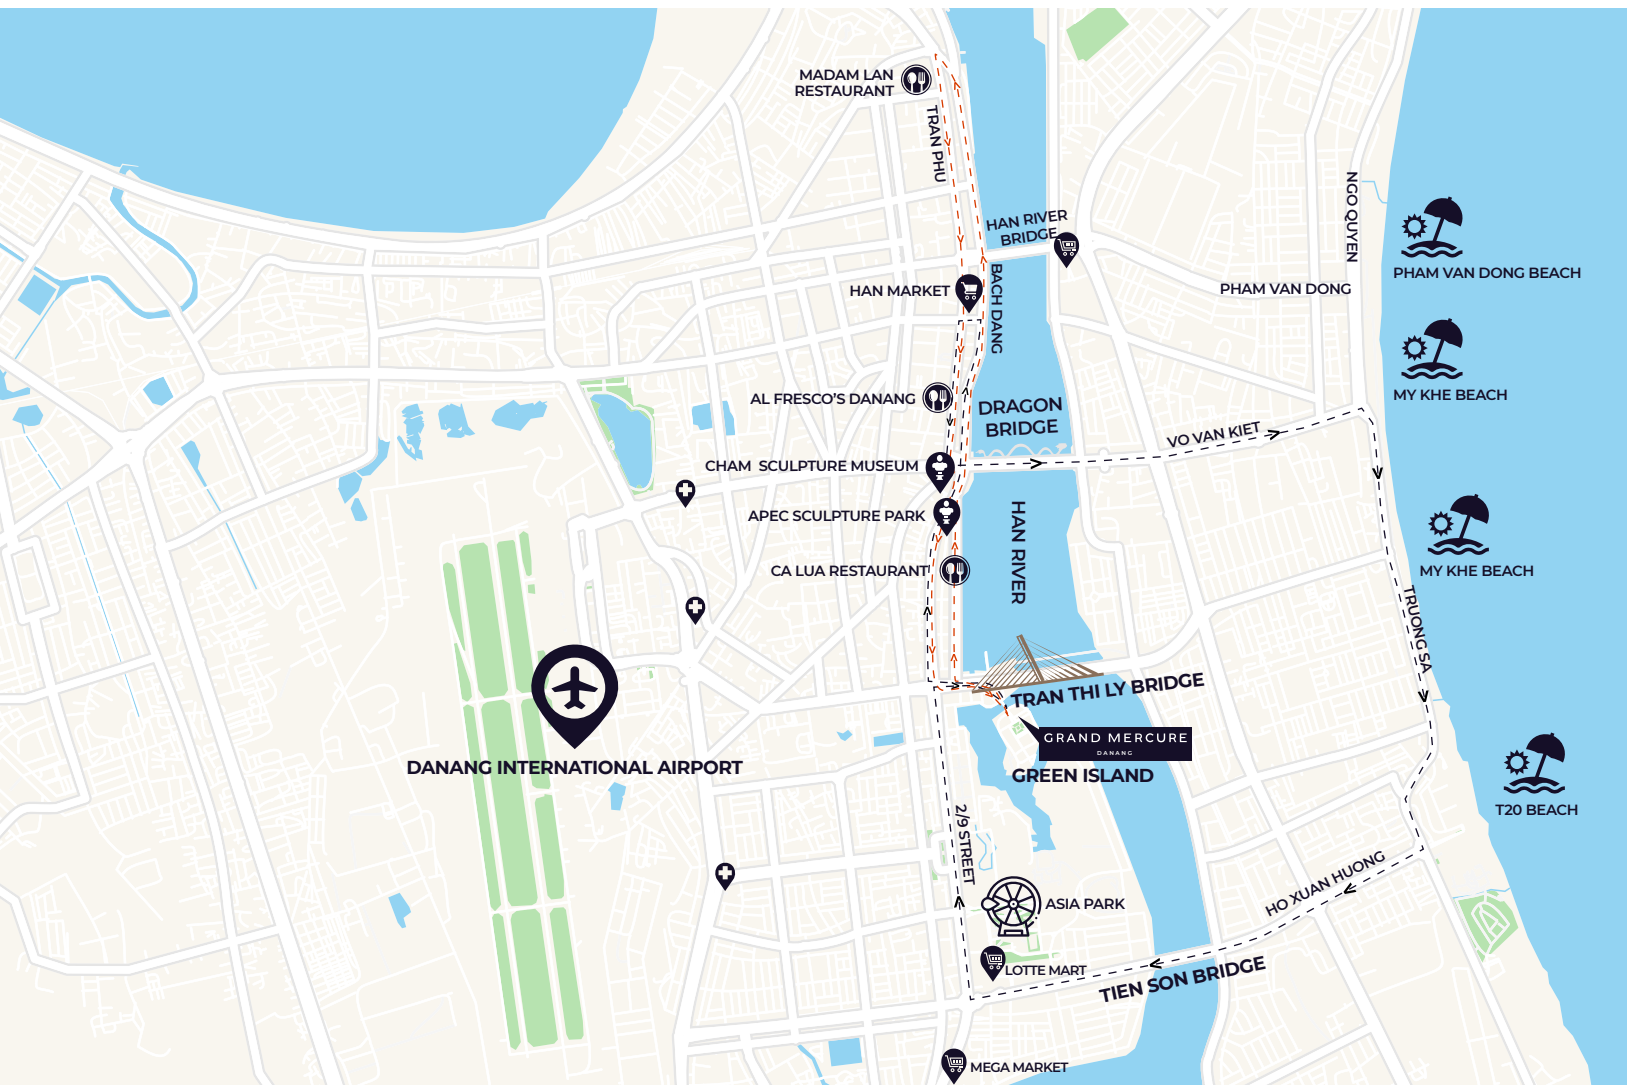 MADAM LAN
RESTAURANT
TRAN PHU
NGO QUYEN
HAN RIVER
BRIDGE
PHAM VAN DONG BEACH
HAN MARKET
BACH DANG
PHAM VAN DONG
MY KHE BEACH
AL FRESCO'S DANANG
DRAGON
BRIDGE
VO VAN KIET
CHAM SCULPTURE MUSEUM
APEC SCULPTURE PARK
HAN RIVER
CA LUA RESTAURANT
MY KHE BEACH
TRUONG SA
TRAN THI LY BRIDGE
GRAND MERCURE
DANANG
GREEN ISLAND
DANANG INTERNATIONAL AIRPORT
T20 BEACH
2/9 STREET
HO XUAN HUONG
ASIA PARK
LOTTE MART
TIEN SON BRIDGE
MEGA MARKET